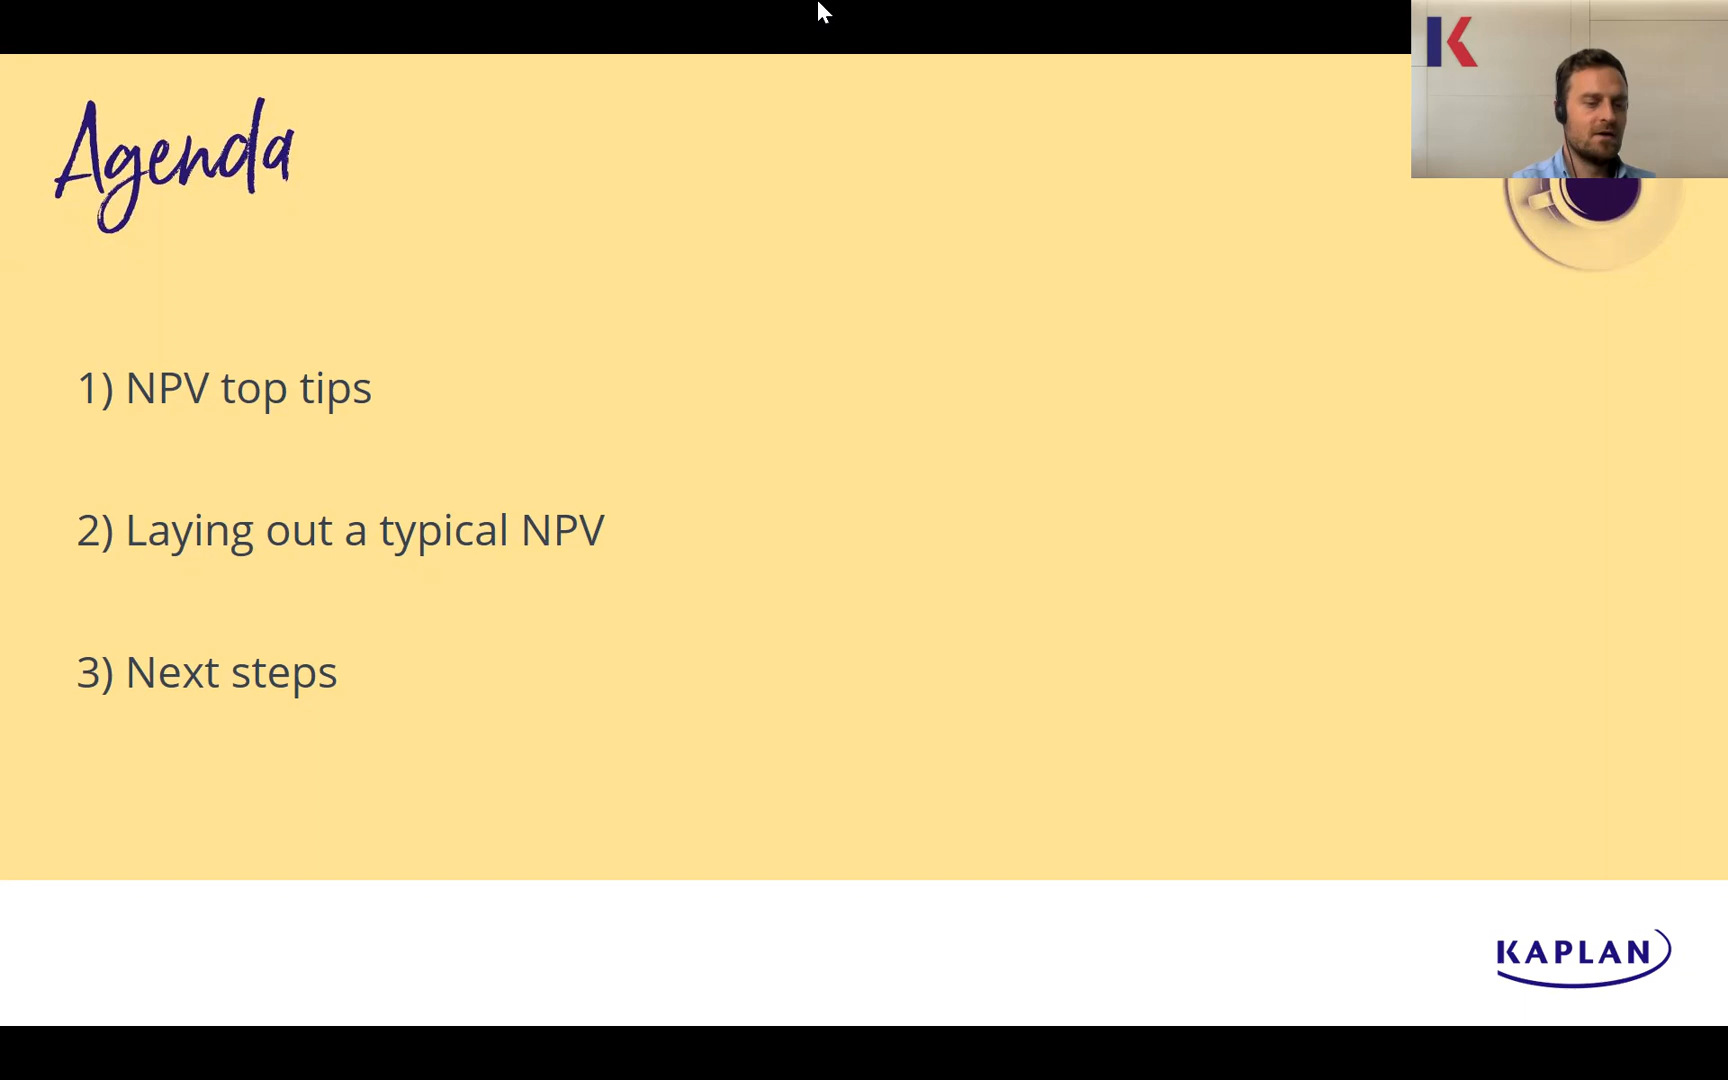 Agenda
1) NPV top tips
2) Laying out a typical NPV
3) Next steps
KAPLAN
K